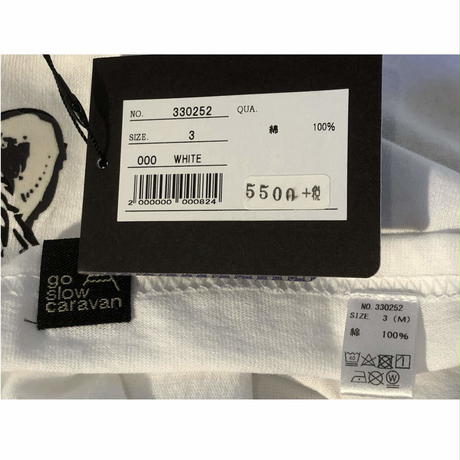 NO. 330252 QUA.
綿 100%
SIZE. 3
000 WHITE
2 000000 000824
5500 +税
go
slow
caravan
NO 330252
SIZE. 3 (M)
綿 100%